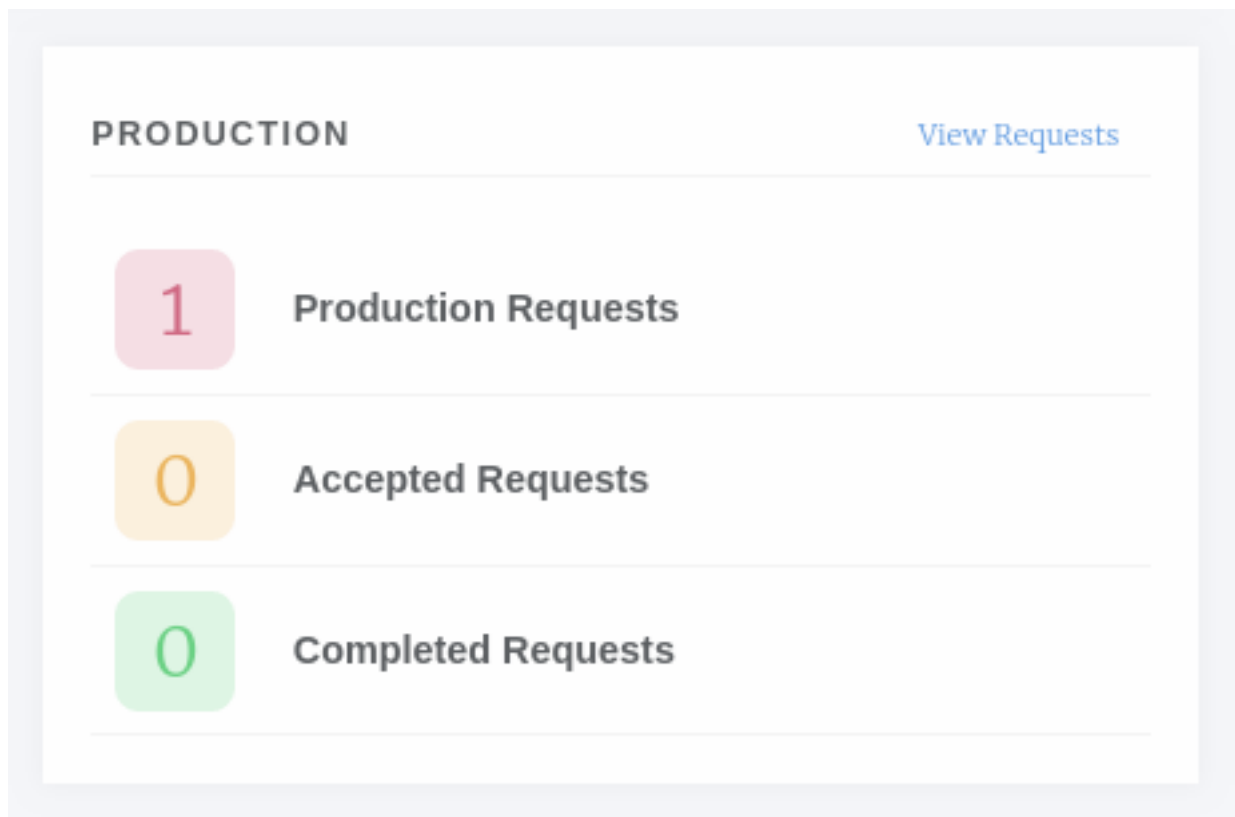 PRODUCTION View Requests
1 Production Requests
0 Accepted Requests
0 Completed Requests